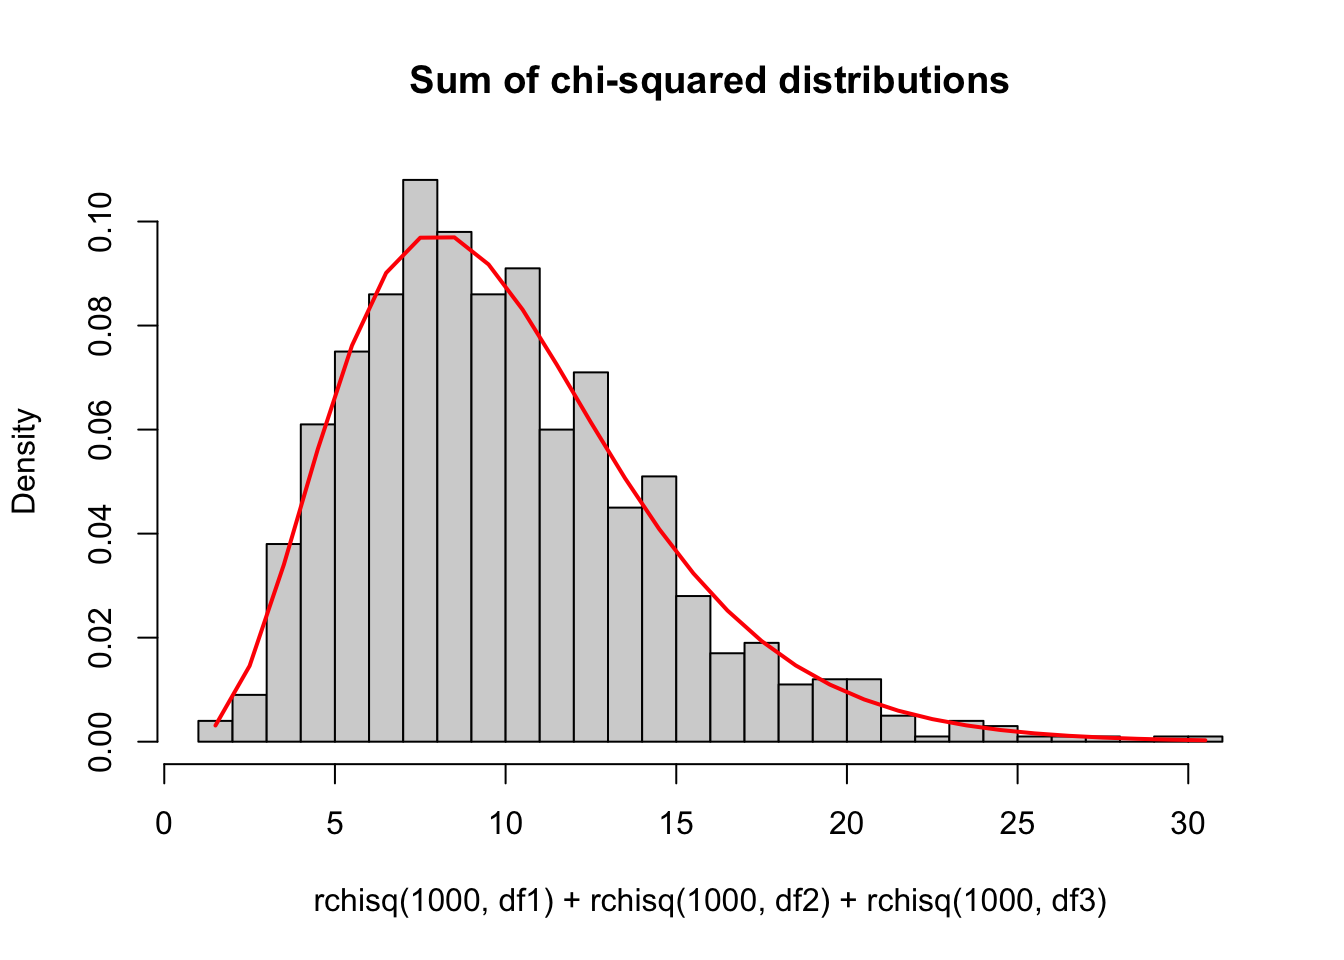 Sum of chi-squared distributions
Density
0.00 0.02 0.04 0.06 0.08 0.10
0 5 10 15 20 25 30
rchisq(1000, df1) + rchisq(1000, df2) + rchisq(1000, df3)